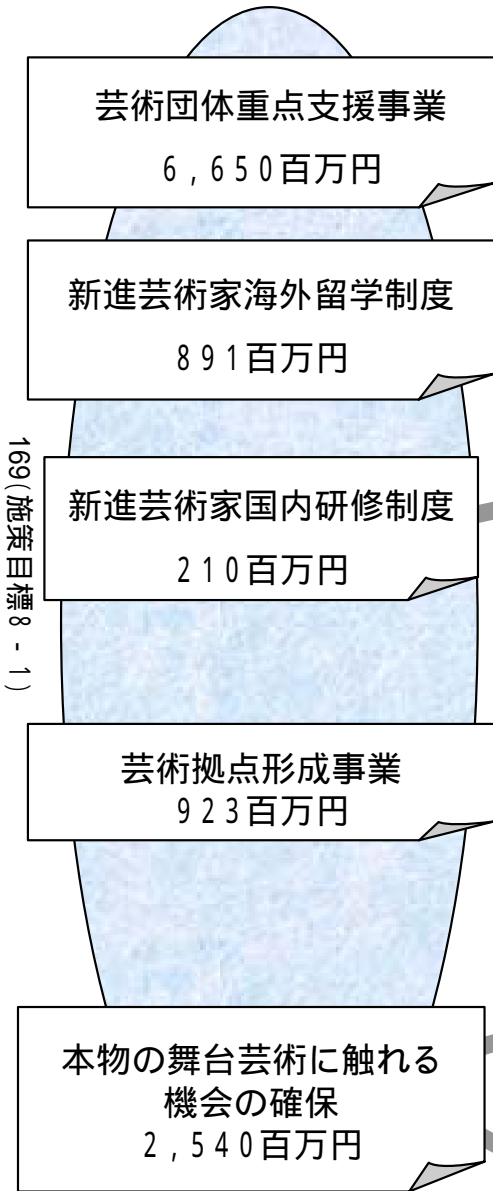 芸術団体重点支援事業
6,650百万円
新進芸術家海外留学制度
891百万円
新進芸術家国内研修制度
210百万円
169(施策目標8-1)
芸術拠点形成事業
923百万円
本物の舞台芸術に触れる
機会の確保
2,540百万円